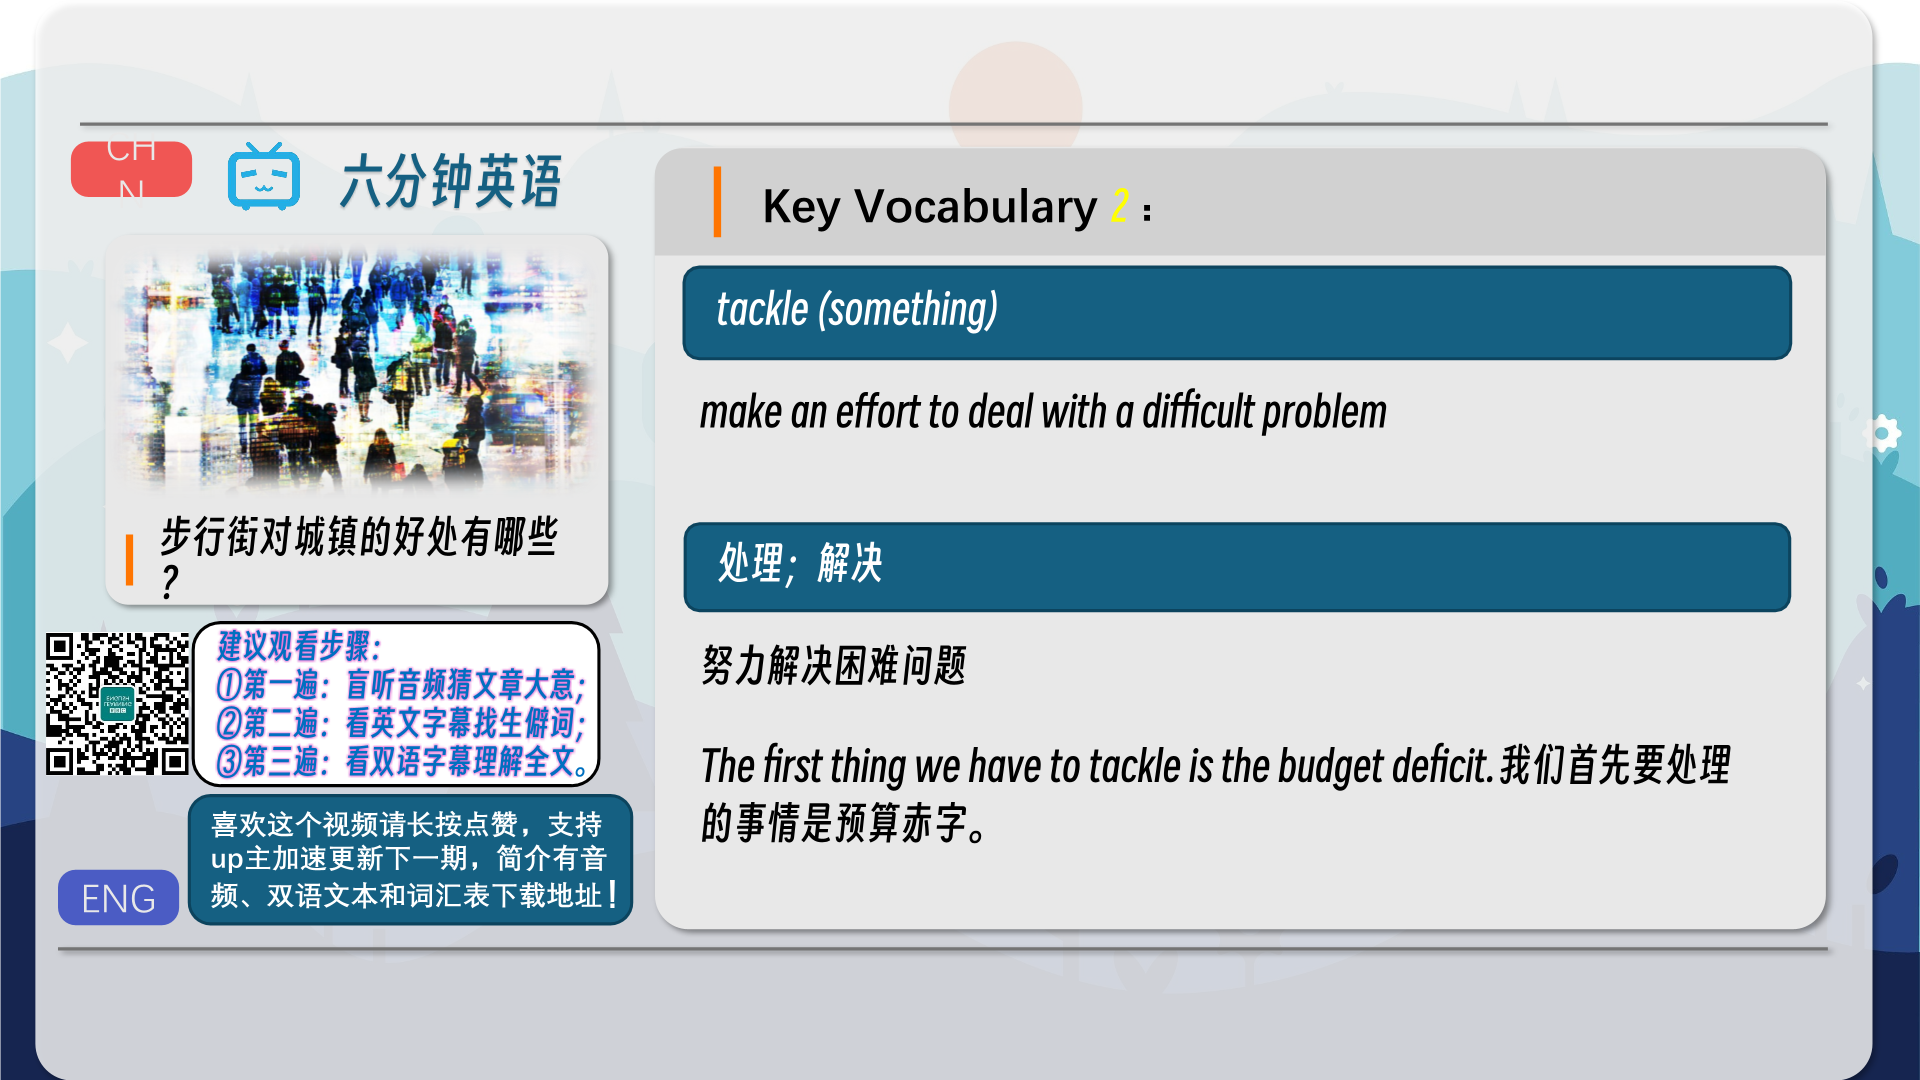 CH
N
六分钟英语
步行街对城镇的好处有哪些
？
建议观看步骤：
①第一遍：盲听音频猜文章大意；
②第二遍：看英文字幕找生僻词；
③第三遍：看双语字幕理解全文。
喜欢这个视频请长按点赞，支持
up主加速更新下一期，简介有音
频、双语文本和词汇表下载地址！
ENG
Key Vocabulary 2：
tackle (something)
make an effort to deal with a difficult problem
处理；解决
努力解决困难问题
The first thing we have to tackle is the budget deficit.我们首先要处理
的事情是预算赤字。